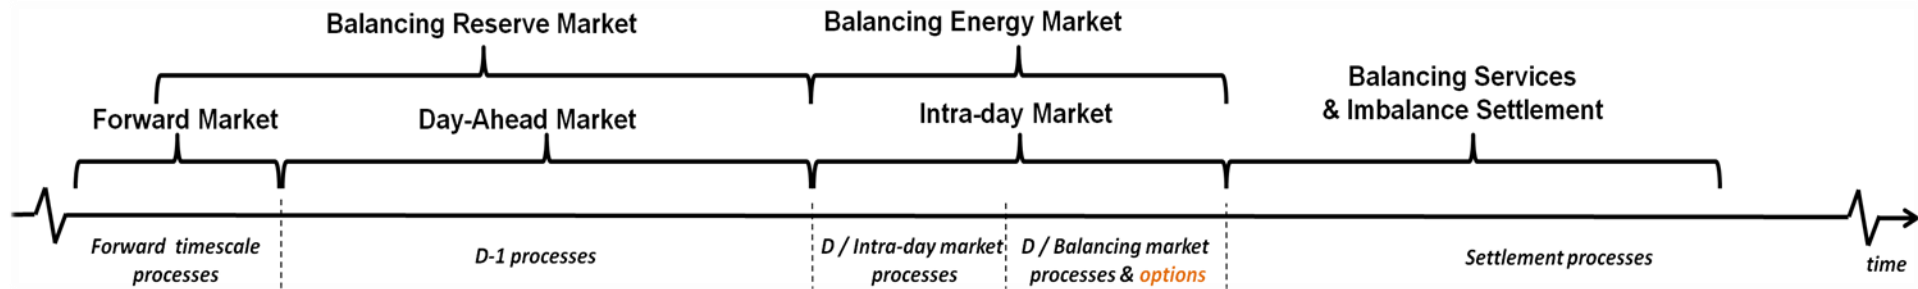 Balancing Reserve Market
Balancing Energy Market
Forward Market
Day-Ahead Market
Intra-day Market
Balancing Services
& Imbalance Settlement
Forward timescale
processes
D-1 processes
D / Intra-day market
processes
D / Balancing market
processes & options
Settlement processes
time